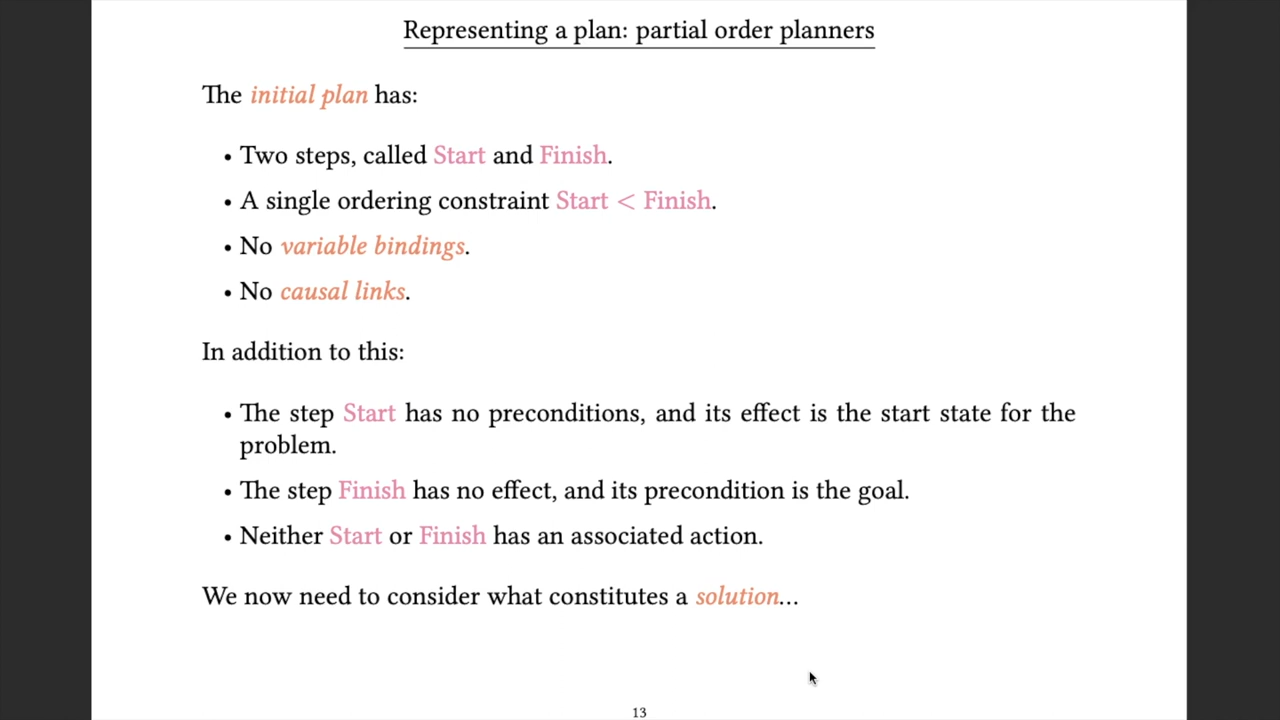 Representing a plan: partial order planners
The initial plan has:
• Two steps, called Start and Finish.
• A single ordering constraint Start < Finish.
• No variable bindings.
• No causal links.
In addition to this:
• The step Start has no preconditions, and its effect is the start state for the
problem.
• The step Finish has no effect, and its precondition is the goal.
• Neither Start or Finish has an associated action.
We now need to consider what constitutes a solution…
13